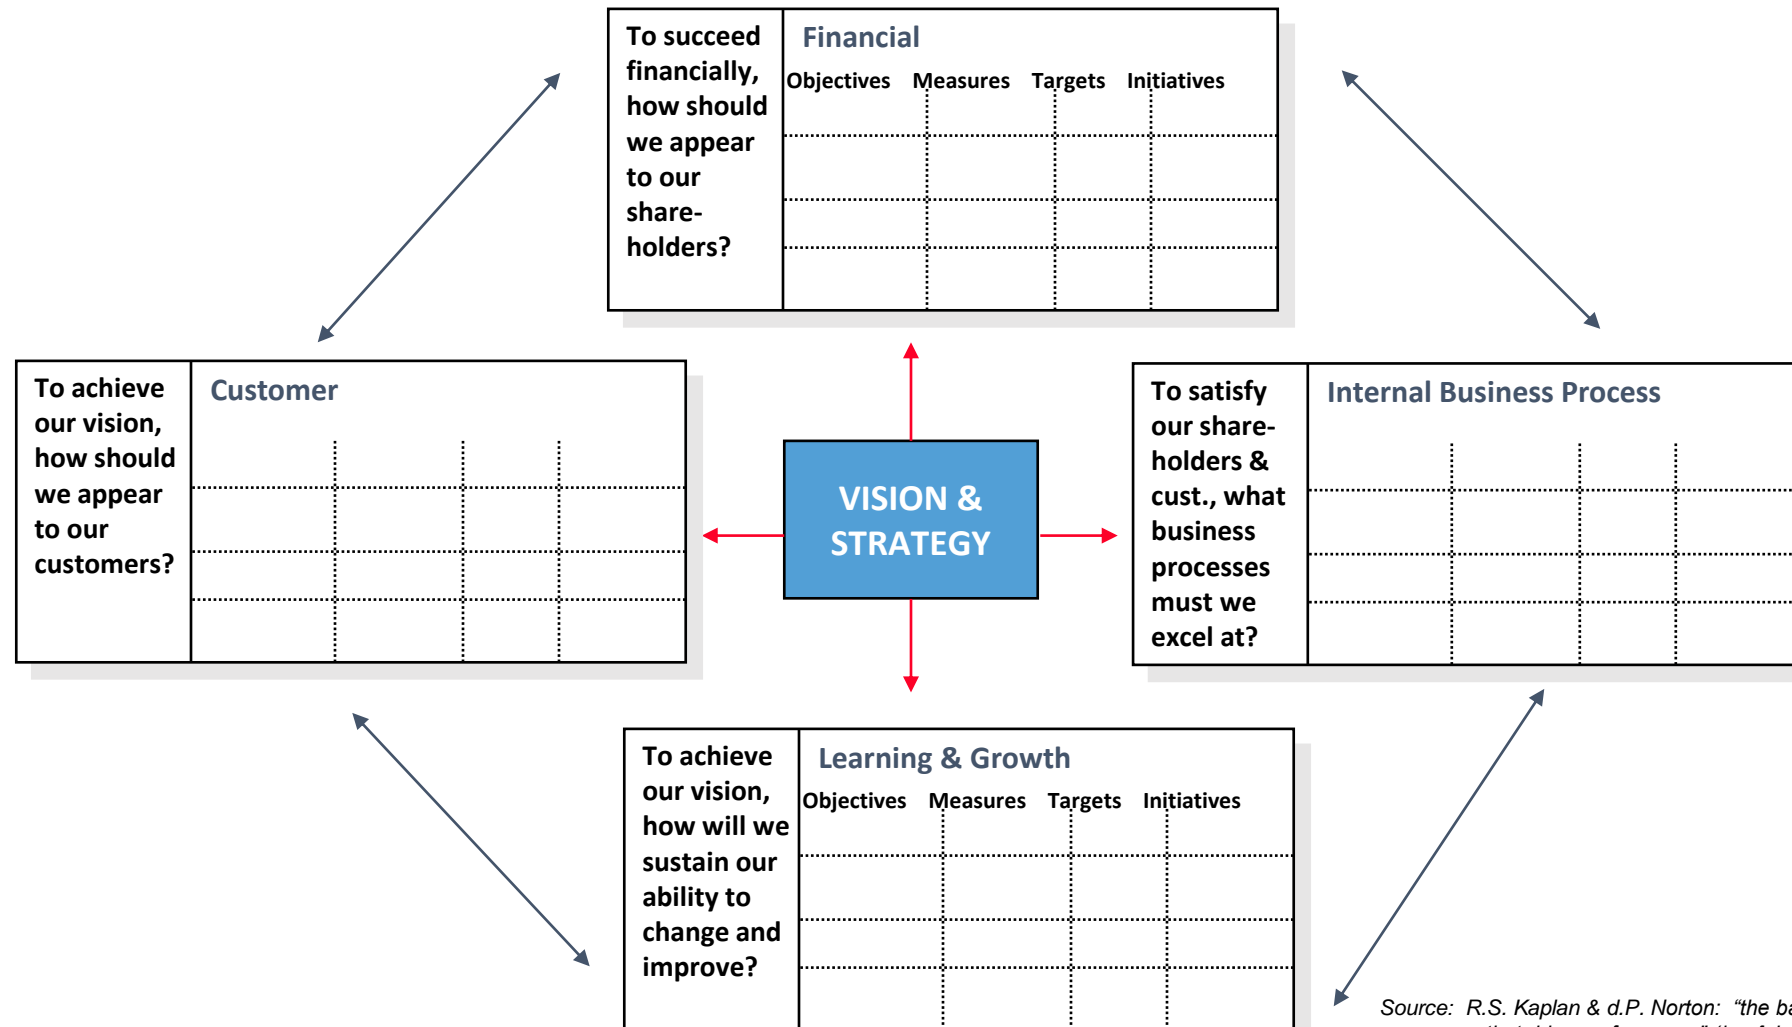 To succeed
financially,
how should
we appear
to our
share-
holders?
Financial
Objectives Measures Targets Initiatives
To achieve
our vision,
how should
we appear
to our
customers?
Customer
VISION &
STRATEGY
To satisfy
our share-
holders &
cust., what
business
processes
must we
excel at?
Internal Business Process
To achieve
our vision,
how will we
sustain our
ability to
change and
improve?
Learning & Growth
Objectives Measures Targets Initiatives
Source: R.S. Kaplan & d.P. Norton: "the